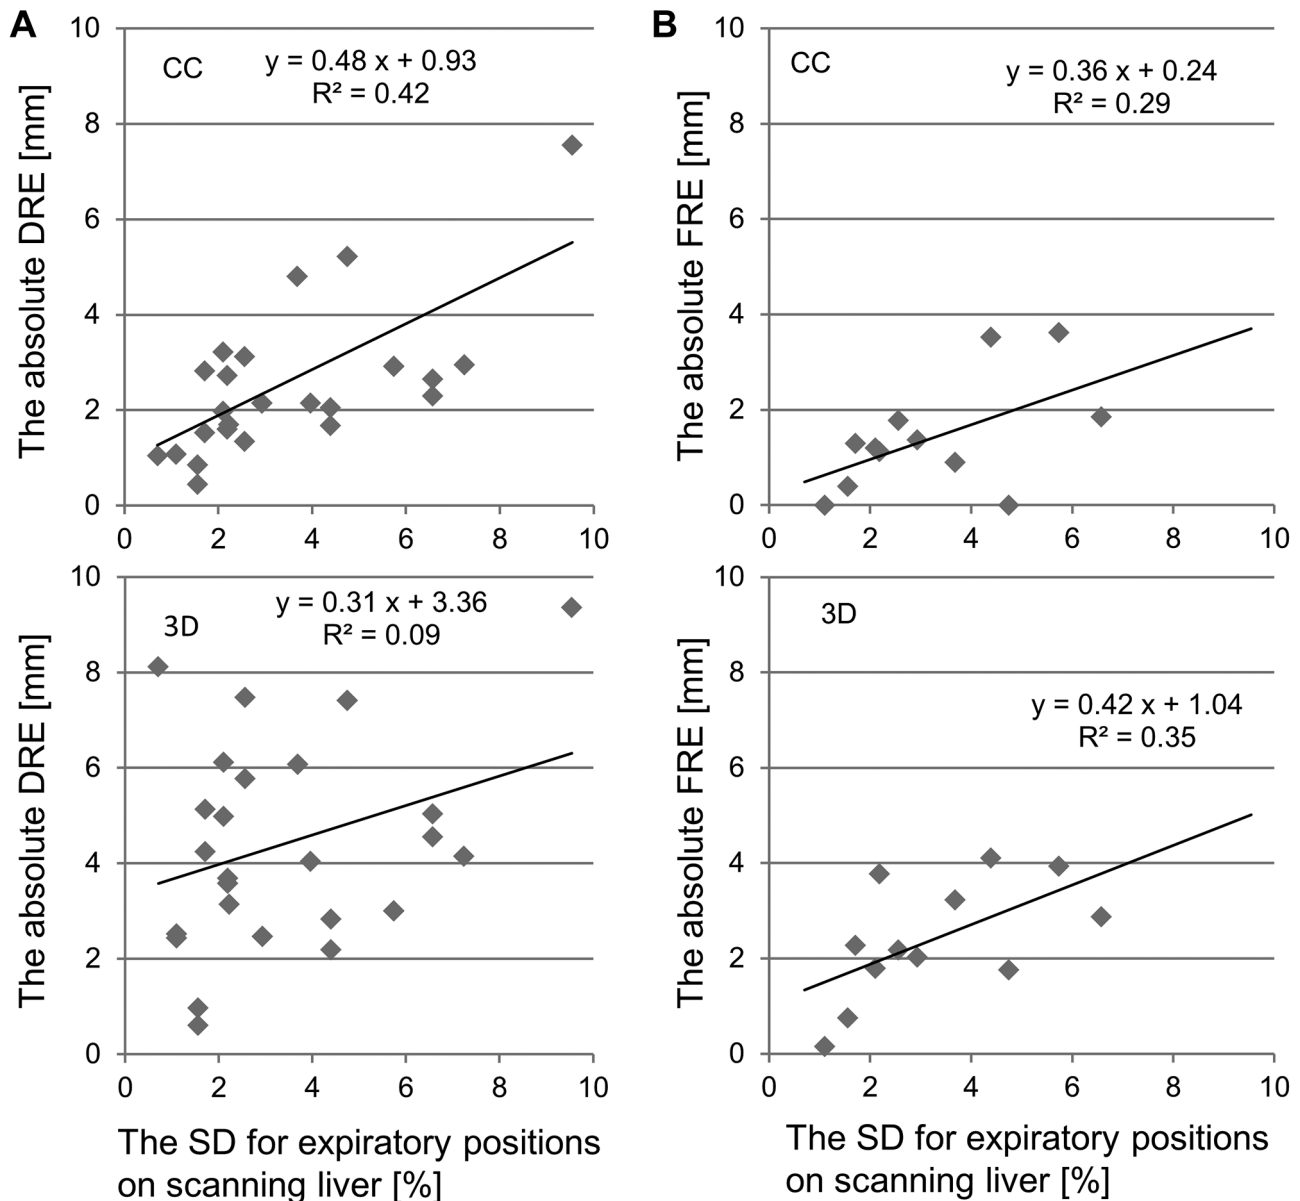 A
The absolute DRE [mm]
10
8
6
4
2
0
CC
y = 0.48 x + 0.93
R² = 0.42
0 2 4 6 8 10
B
The absolute FRE [mm]
10
8
6
4
2
0
CC
y = 0.36 x + 0.24
R² = 0.29
0 2 4 6 8 10
The absolute DRE [mm]
10
8
6
4
2
0
3D
y = 0.31 x + 3.36
R² = 0.09
0 2 4 6 8 10
The SD for expiratory positions
on scanning liver [%]
The absolute FRE [mm]
10
8
6
4
2
0
3D
y = 0.42 x + 1.04
R² = 0.35
0 2 4 6 8 10
The SD for expiratory positions
on scanning liver [%]